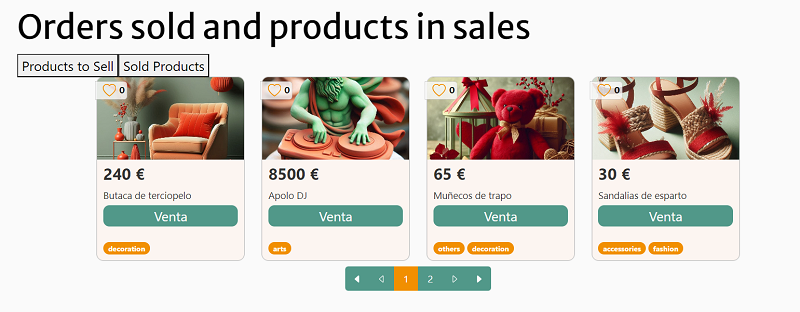 Orders sold and products in sales
Products to Sell Sold Products
0 0 0 0
240 € 8500 € 65 € 30 €
Butaca de terciopelo Apolo DJ Muñecos de trapo Sandalias de esparto
Venta Venta Venta Venta
decoration arts others decoration accessories fashion
1 2